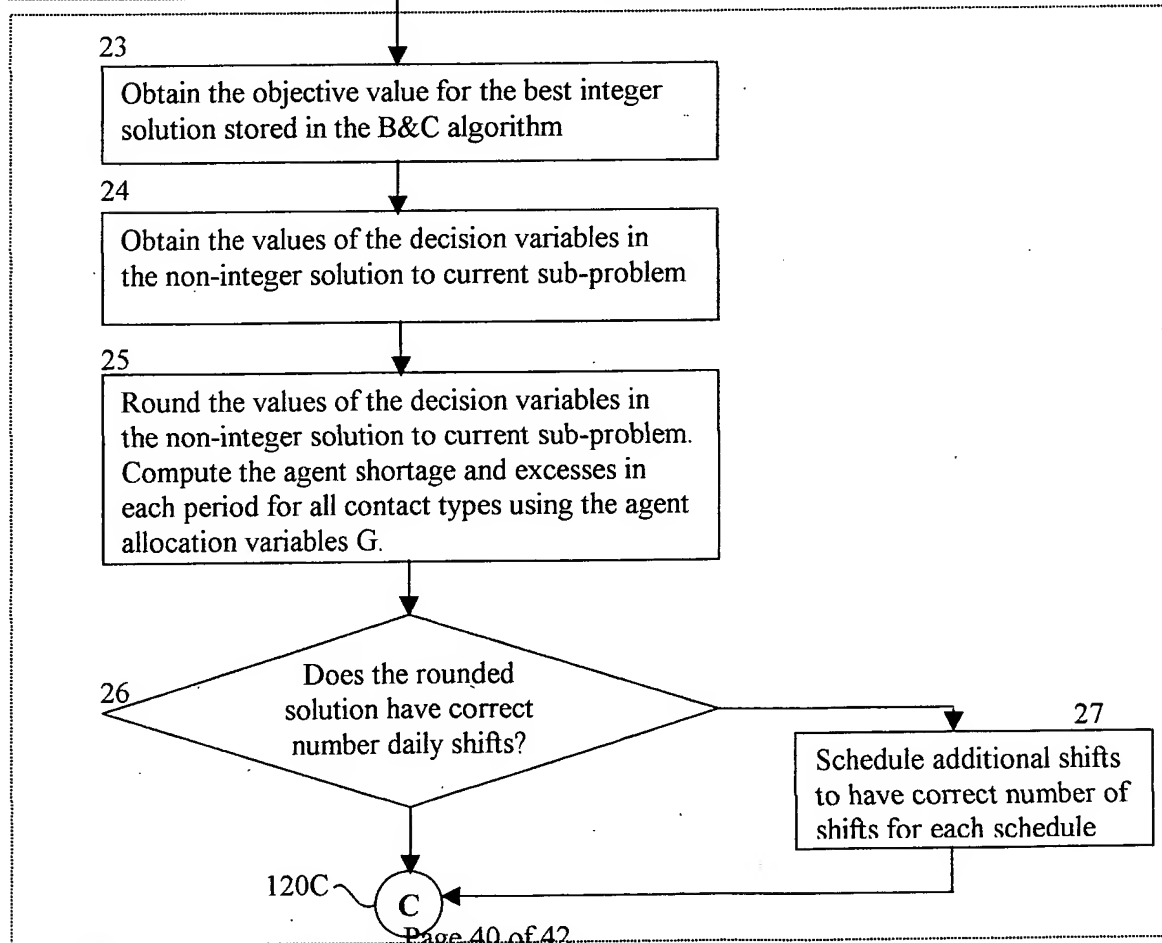 23
Obtain the objective value for the best integer
solution stored in the B&C algorithm
24
Obtain the values of the decision variables in
the non-integer solution to current sub-problem
25
Round the values of the decision variables in
the non-integer solution to current sub-problem.
Compute the agent shortage and excesses in
each period for all contact types using the agent
allocation variables G.
26
Does the rounded
solution have correct
number daily shifts?
27
Schedule additional shifts
to have correct number of
shifts for each schedule
120C
C
Page 40 of 42